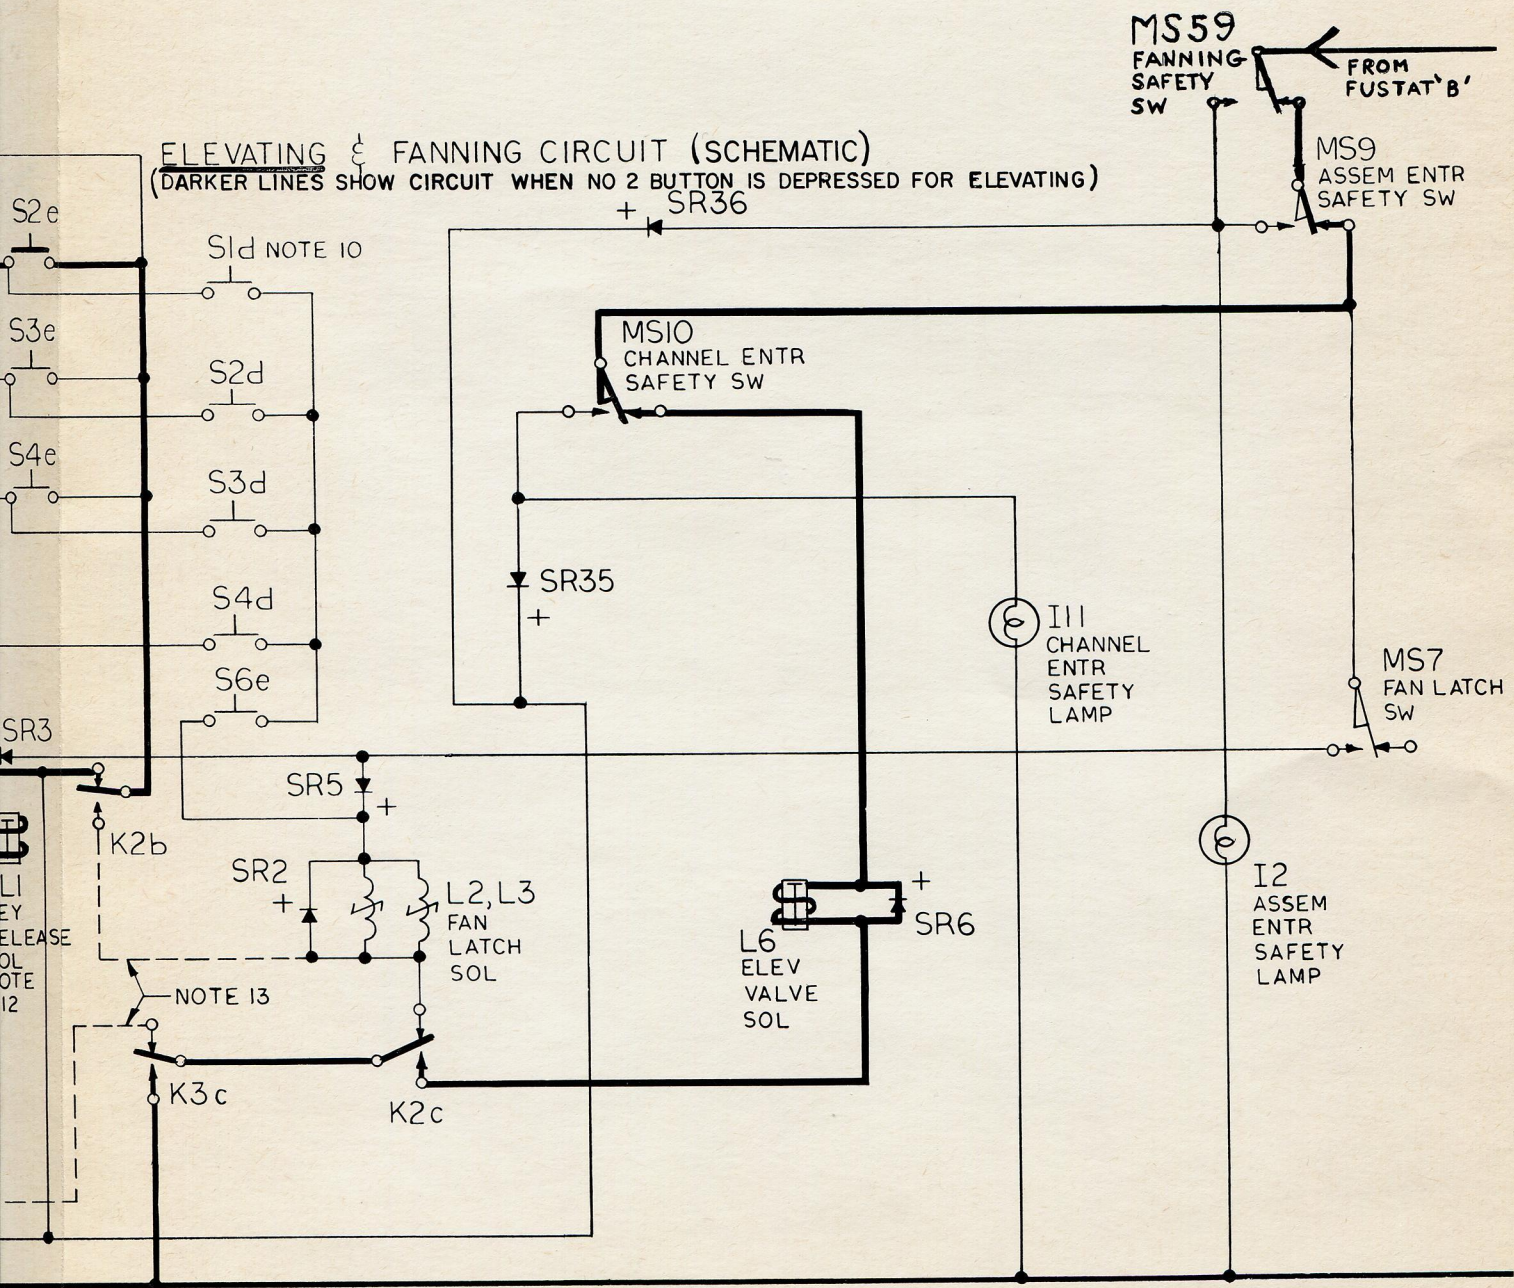 MS59
FANNING
SAFETY
SW
FROM
FUSTAT 'B'
ELEVATING & FANNING CIRCUIT (SCHEMATIC)
(DARKER LINES SHOW CIRCUIT WHEN NO 2 BUTTON IS DEPRESSED FOR ELEVATING)
MS9
ASSEM ENTR
SAFETY SW
+ SR36
S2e
S1d NOTE 10
S3e
MS10
CHANNEL ENTR
SAFETY SW
S2d
S4e
S3d
SR35
+
S4d
I11
CHANNEL
ENTR
SAFETY
LAMP
MS7
FAN LATCH
SW
S6e
SR3
SR5
+
K2b
SR2
+
L2, L3
FAN
LATCH
SOL
+
SR6
I2
ASSEM
ENTR
SAFETY
LAMP
L6
ELEV
VALVE
SOL
L1
EY
ELEASE
OL
OTE
12
NOTE 13
K3c
K2c